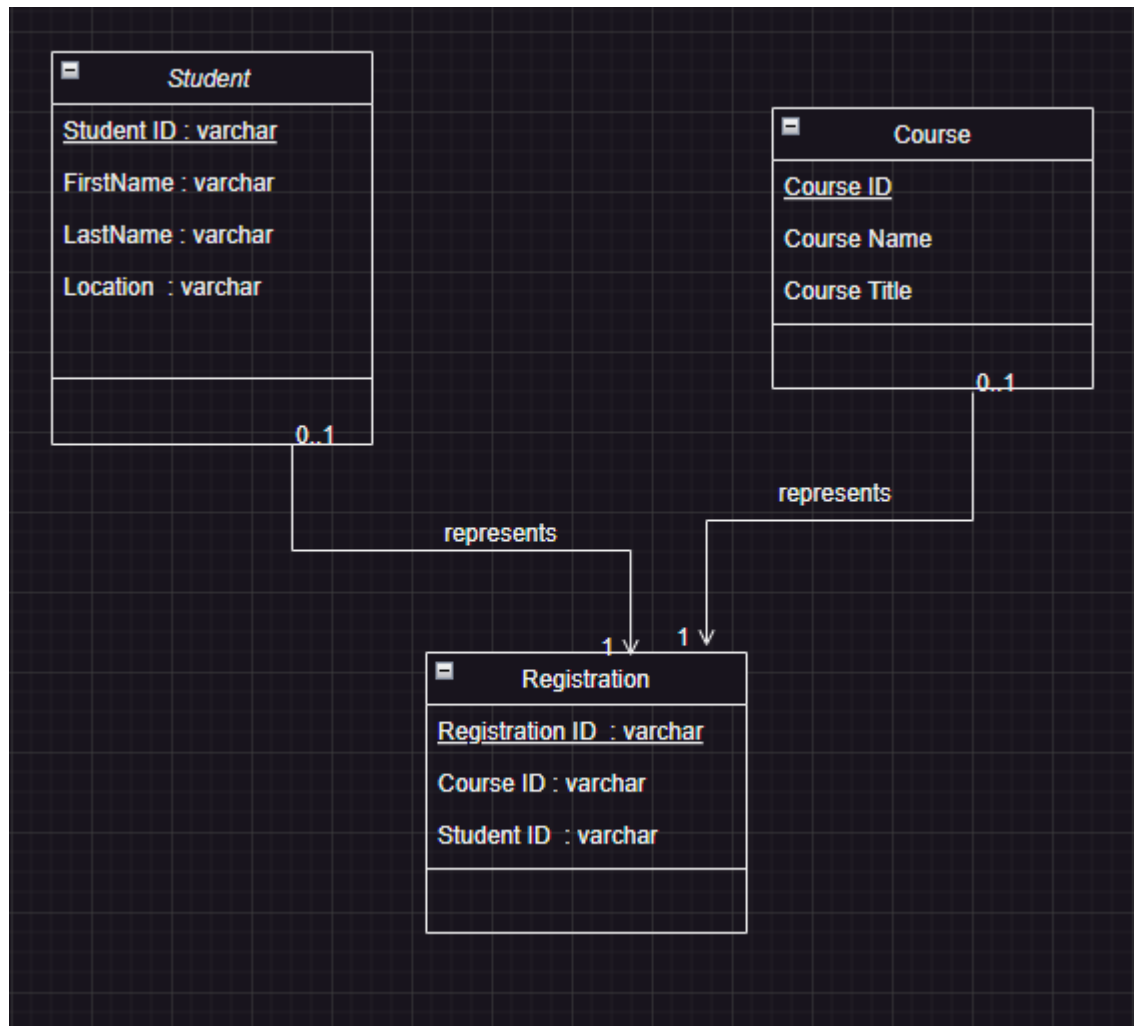 Student
Student ID : varchar
FirstName : varchar
LastName : varchar
Location  : varchar
0..1
Course
Course ID
Course Name
Course Title
0..1
represents
represents
1
1
Registration
Registration ID  : varchar
Course ID : varchar
Student ID  : varchar